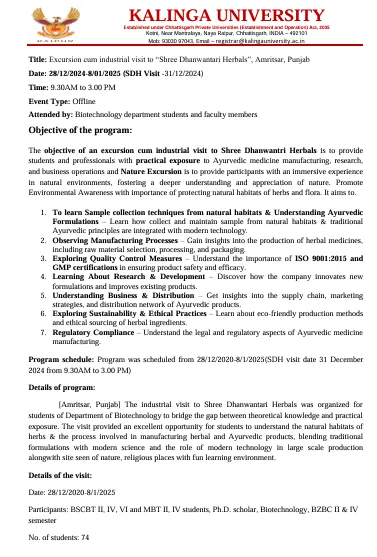 KALINGA UNIVERSITY
Established under Chhattisgarh Private Universities (Establishment and Operation) Act, 2005
Kotni, Near Mantralaya, Naya Raipur, Chhattisgarh, INDIA – 492101
Mob: 93030 97043, Email – registrar@kalingauniversity.ac.in
Title: Excursion cum industrial visit to “Shree Dhanwantari Herbals”, Amritsar, Punjab
Date: 28/12/2024-8/01/2025 (SDH Visit -31/12/2024)
Time: 9.30AM to 3.00 PM
Event Type: Offline
Attended by: Biotechnology department students and faculty members
Objective of the program:
The objective of an excursion cum industrial visit to Shree Dhanwantri Herbals is to provide
students and professionals with practical exposure to Ayurvedic medicine manufacturing, research,
and business operations and Nature Excursion is to provide participants with an immersive experience
in natural environments, fostering a deeper understanding and appreciation of nature. Promote
Environmental Awareness with importance of protecting natural habitats of herbs and flora. It aims to.
1. To learn Sample collection techniques from natural habitats & Understanding Ayurvedic
Formulations – Learn how collect and maintain sample from natural habitats & traditional
Ayurvedic principles are integrated with modern technology.
2. Observing Manufacturing Processes – Gain insights into the production of herbal medicines,
including raw material selection, processing, and packaging.
3. Exploring Quality Control Measures – Understand the importance of ISO 9001:2015 and
GMP certifications in ensuring product safety and efficacy.
4. Learning About Research & Development – Discover how the company innovates new
formulations and improves existing products.
5. Understanding Business & Distribution – Get insights into the supply chain, marketing
strategies, and distribution network of Ayurvedic products.
6. Exploring Sustainability & Ethical Practices – Learn about eco-friendly production methods
and ethical sourcing of herbal ingredients.
7. Regulatory Compliance – Understand the legal and regulatory aspects of Ayurvedic medicine
manufacturing.
Program schedule: Program was scheduled from 28/12/2020-8/1/2025(SDH visit date 31 December
2024 from 9.30AM to 3.00 PM)
Details of program:
[Amritsar, Punjab] The industrial visit to Shree Dhanvantari Herbals was organized for
students of Department of Biotechnology to bridge the gap between theoretical knowledge and practical
exposure. The visit provided an excellent opportunity for students to understand the natural habitats of
herbs & the process involved in manufacturing herbal and Ayurvedic products, blending traditional
formulations with modern science and the role of modern technology in large scale production
alongwith site seen of nature, religious places with fun learning environment.
Details of the visit:
Date: 28/12/2020-8/1/2025
Participants: BSCBT II, IV, VI and MBT II, IV students, Ph.D. scholar, Biotechnology, BZBC II & IV
semester
No. of students: 74